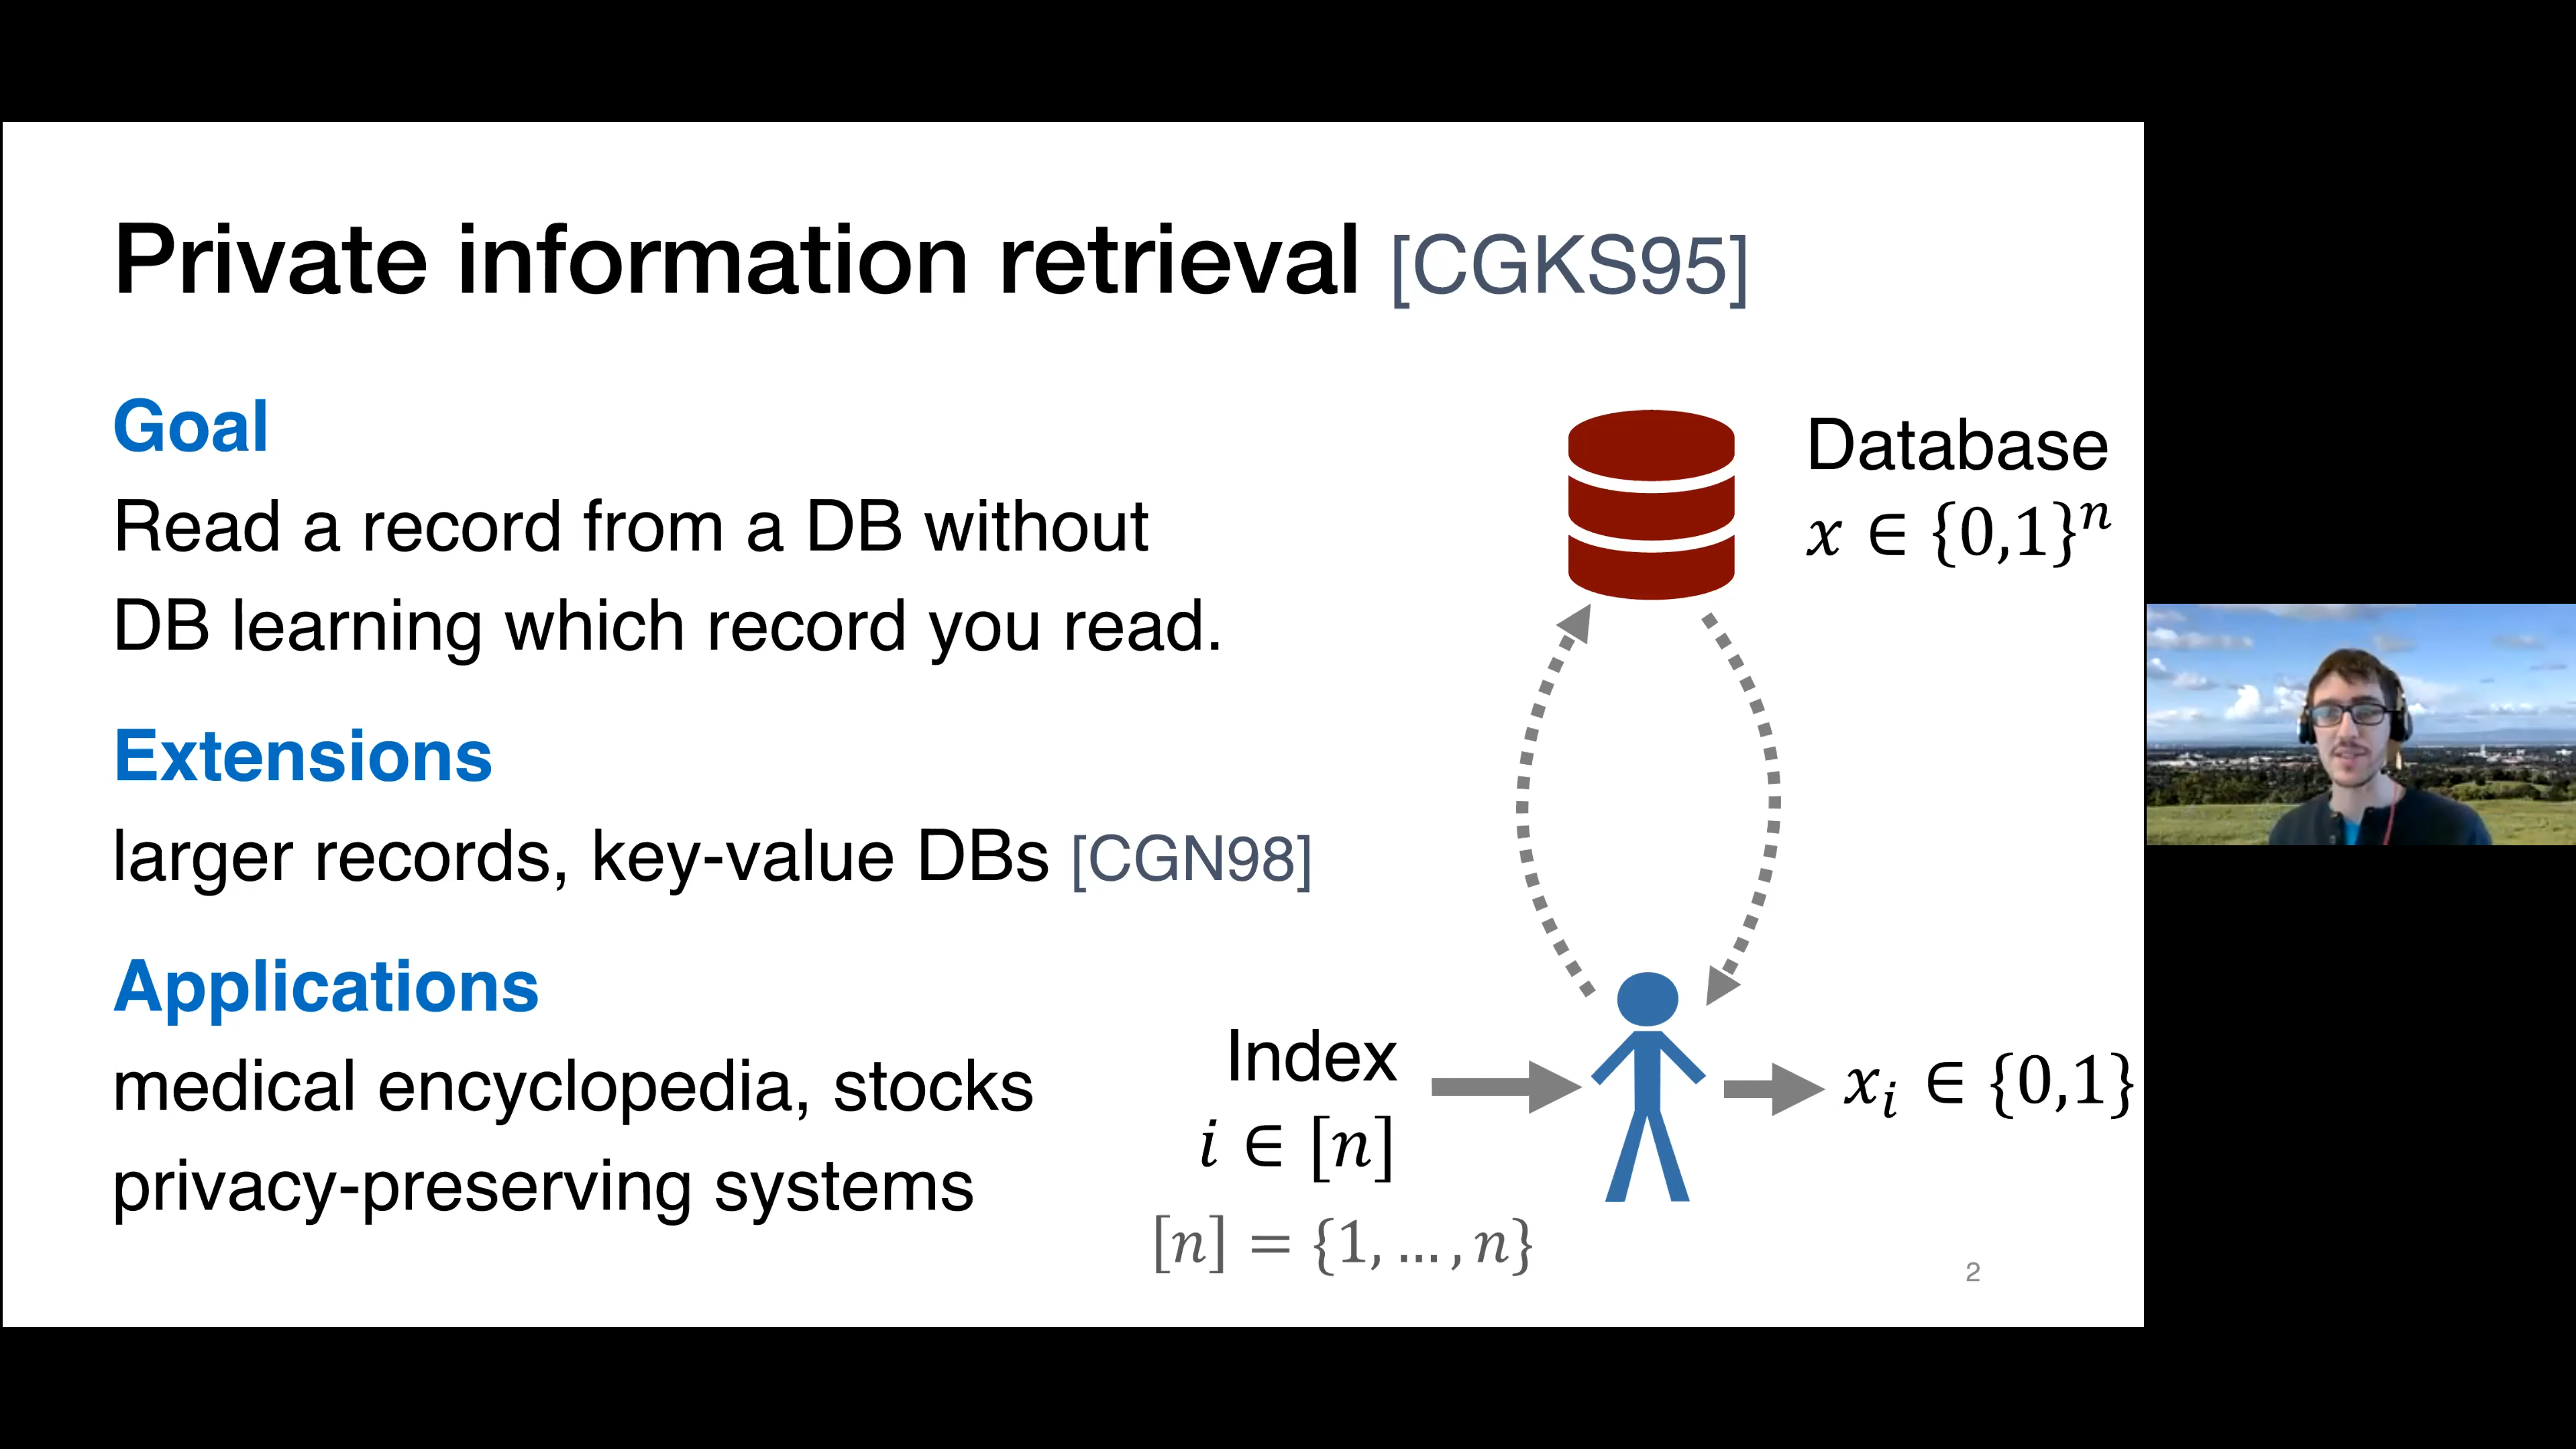 Private information retrieval [CGKS95]
Goal
Read a record from a DB without
DB learning which record you read.
Extensions
larger records, key-value DBs [CGN98]
Applications
medical encyclopedia, stocks
privacy-preserving systems
Database
x ∈ {0,1}ⁿ
Index
i ∈ [n]
[n] = {1, … , n}
xᵢ ∈ {0,1}
2